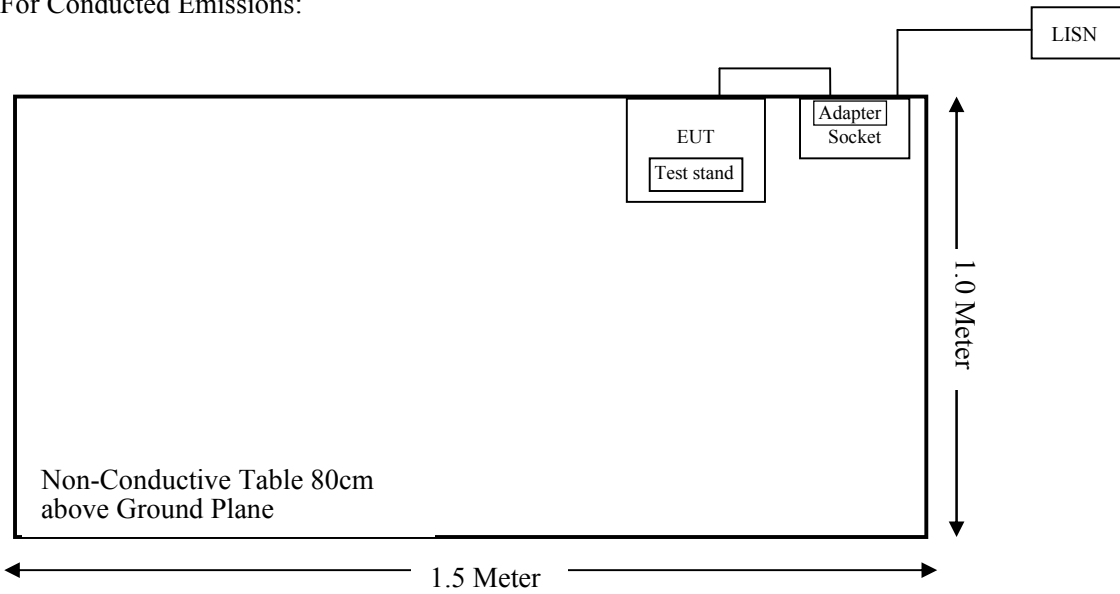 For Conducted Emissions:
LISN
Adapter
Socket
EUT
Test stand
1.0 Meter
Non-Conductive Table 80cm
above Ground Plane
1.5 Meter